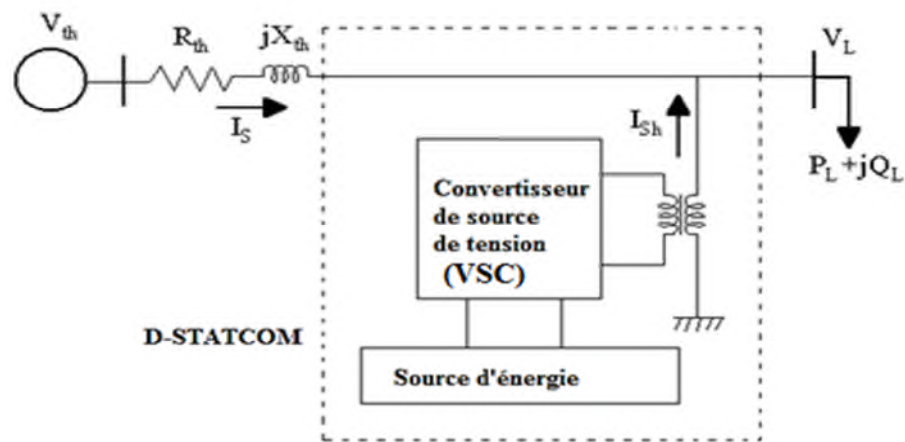 V_th
R_th
jX_th
V_L
I_S
I_Sh
P_L+jQ_L
Convertisseur
de source
de tension
(VSC)
D-STATCOM
Source d'énergie